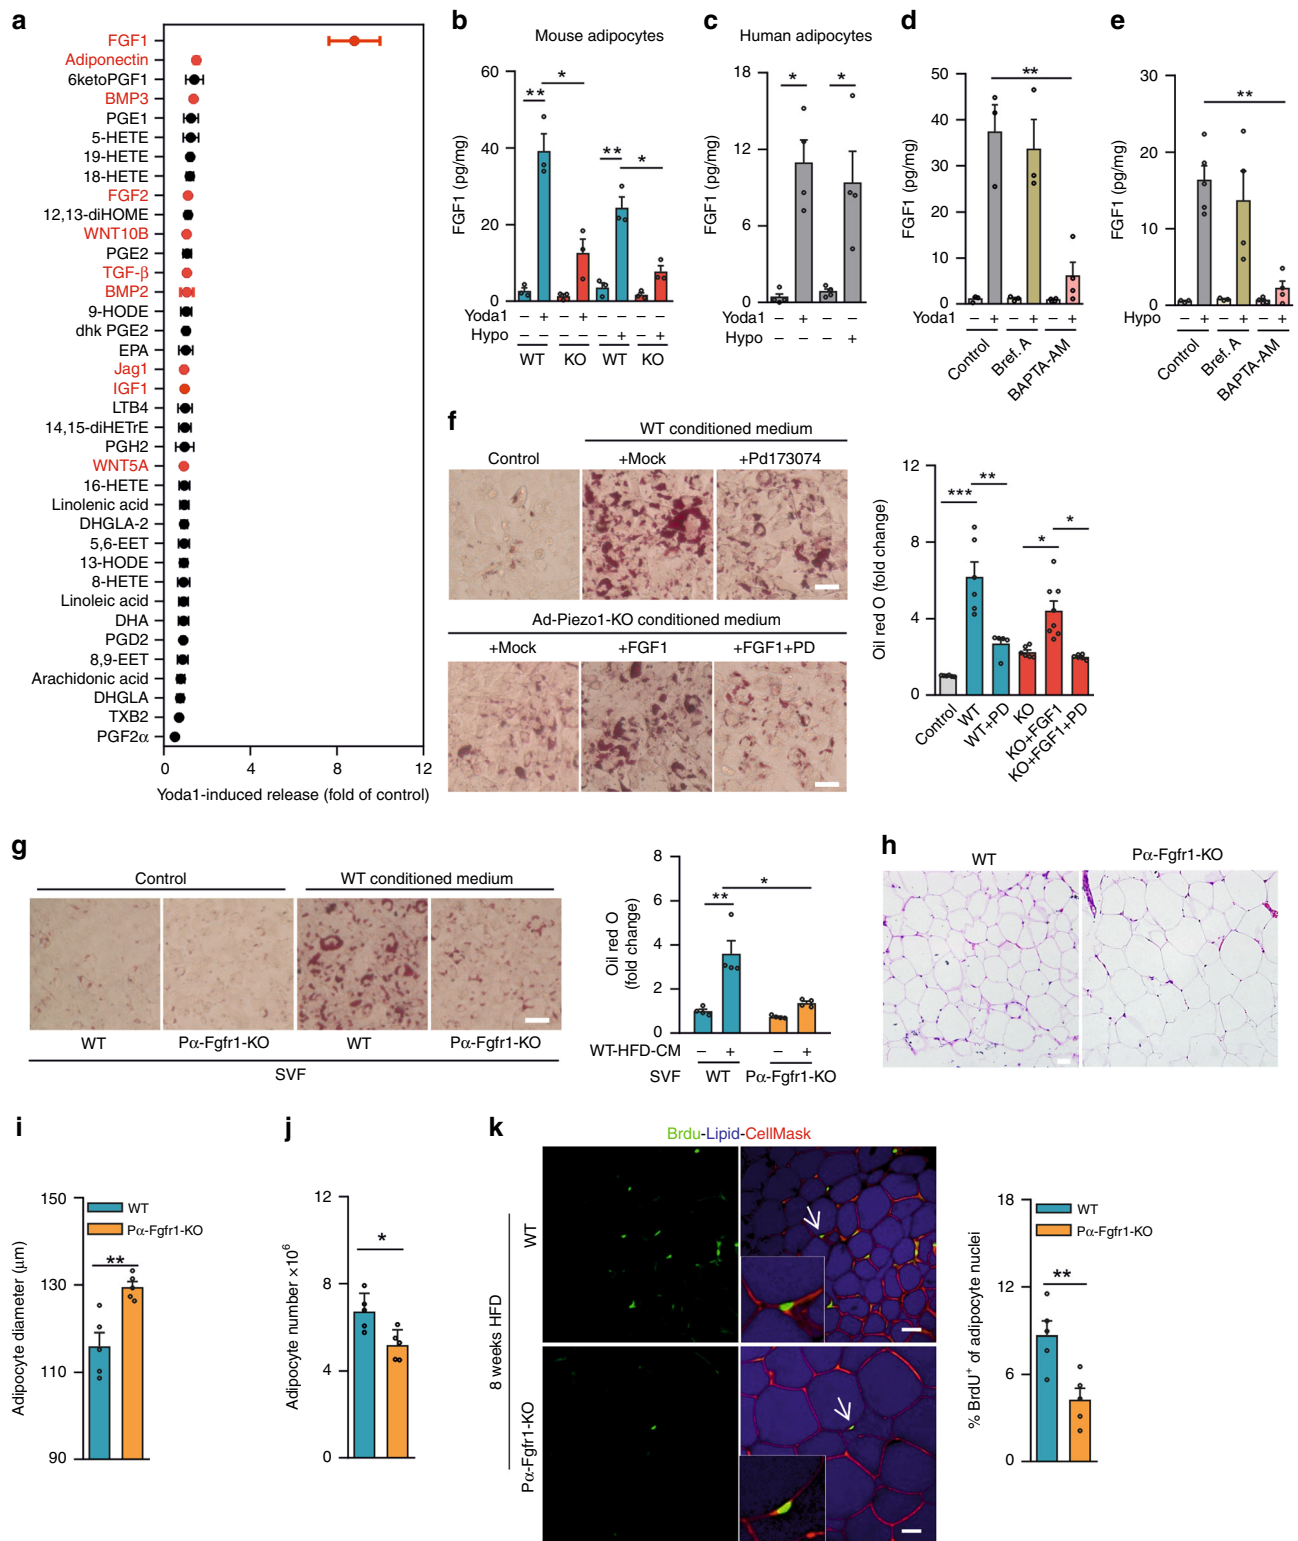 a
FGF1
Adiponectin
6ketoPGF1
BMP3
PGE1
5-HETE
19-HETE
18-HETE
FGF2
12,13-diHOME
WNT10B
PGE2
TGF-β
BMP2
9-HODE
dhk PGE2
EPA
Jag1
IGF1
LTB4
14,15-diHETrE
PGH2
WNT5A
16-HETE
Linolenic acid
DHGLA-2
5,6-EET
13-HODE
8-HETE
Linoleic acid
DHA
PGD2
8,9-EET
Arachidonic acid
DHGLA
TXB2
PGF2α
0 4 8 12
Yoda1-induced release (fold of control)
b
Mouse adipocytes
FGF1 (pg/mg)
60
40
20
0
** * ** *
Yoda1 – + – + – – – –
Hypo – – – – – + – +
WT KO WT KO
c
Human adipocytes
FGF1 (pg/mg)
18
12
6
0
* *
Yoda1 – + – –
Hypo – – – +
d
FGF1 (pg/mg)
50
40
30
20
10
0
**
Yoda1 – + – + – +
Control Bref. A BAPTA-AM
e
FGF1 (pg/mg)
30
20
10
0
**
Hypo – + – + – +
Control Bref. A BAPTA-AM
f
WT conditioned medium
Control +Mock +Pd173074
Ad-Piezo1-KO conditioned medium
+Mock +FGF1 +FGF1+PD
Oil red O (fold change)
12
8
4
0
*** ** * *
Control WT WT+PD KO KO+FGF1 KO+FGF1+PD
g
Control WT conditioned medium
WT Pα-Fgfr1-KO WT Pα-Fgfr1-KO
SVF
Oil red O
(fold change)
8
6
4
2
0
** *
WT-HFD-CM – + – +
SVF WT Pα-Fgfr1-KO
h
WT Pα-Fgfr1-KO
i
Adipocyte diameter (μm)
150
130
110
90
WT
Pα-Fgfr1-KO
**
j
Adipocyte number ×10⁶
12
8
4
0
*
k
Brdu-Lipid-CellMask
8 weeks HFD
WT
Pα-Fgfr1-KO
% BrdU⁺ of adipocyte nuclei
18
12
6
0
WT
Pα-Fgfr1-KO
**